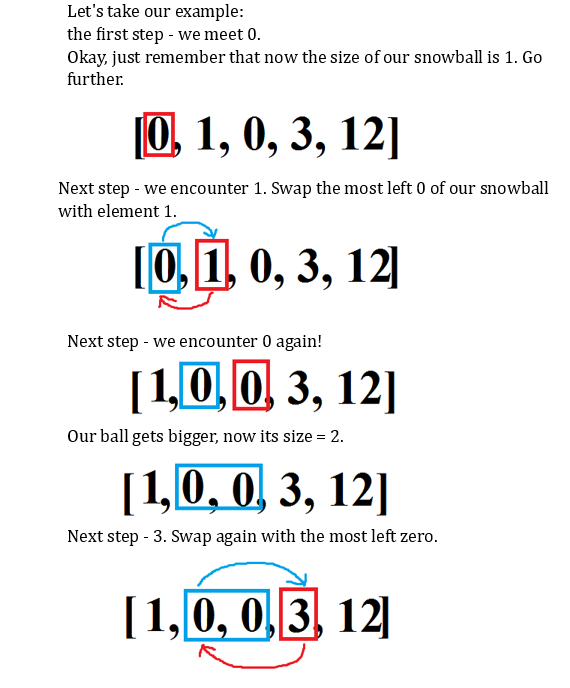 Let's take our example:
the first step - we meet 0.
Okay, just remember that now the size of our snowball is 1. Go
further.
[0, 1, 0, 3, 12]
Next step - we encounter 1. Swap the most left 0 of our snowball
with element 1.
[0, 1, 0, 3, 12]
Next step - we encounter 0 again!
[1, 0, 0, 3, 12]
Our ball gets bigger, now its size = 2.
[1, 0, 0, 3, 12]
Next step - 3. Swap again with the most left zero.
[1, 0, 0, 3, 12]